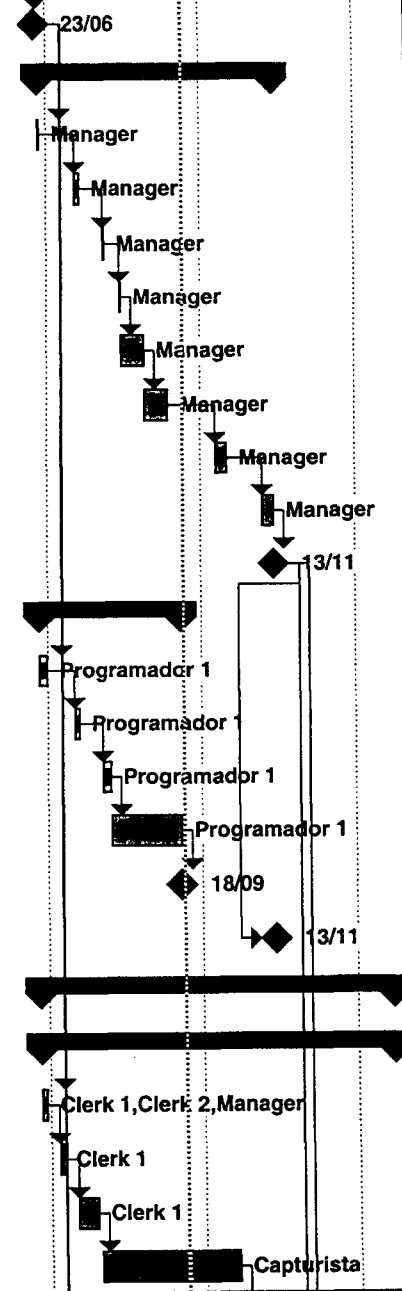 23/06
Manager
Manager
Manager
Manager
Manager
Manager
Manager
Manager
13/11
Programador 1
Programador 1
Programador 1
Programador 1
18/09
13/11
Clerk 1,Clerk 2,Manager
Clerk 1
Clerk 1
Capturista